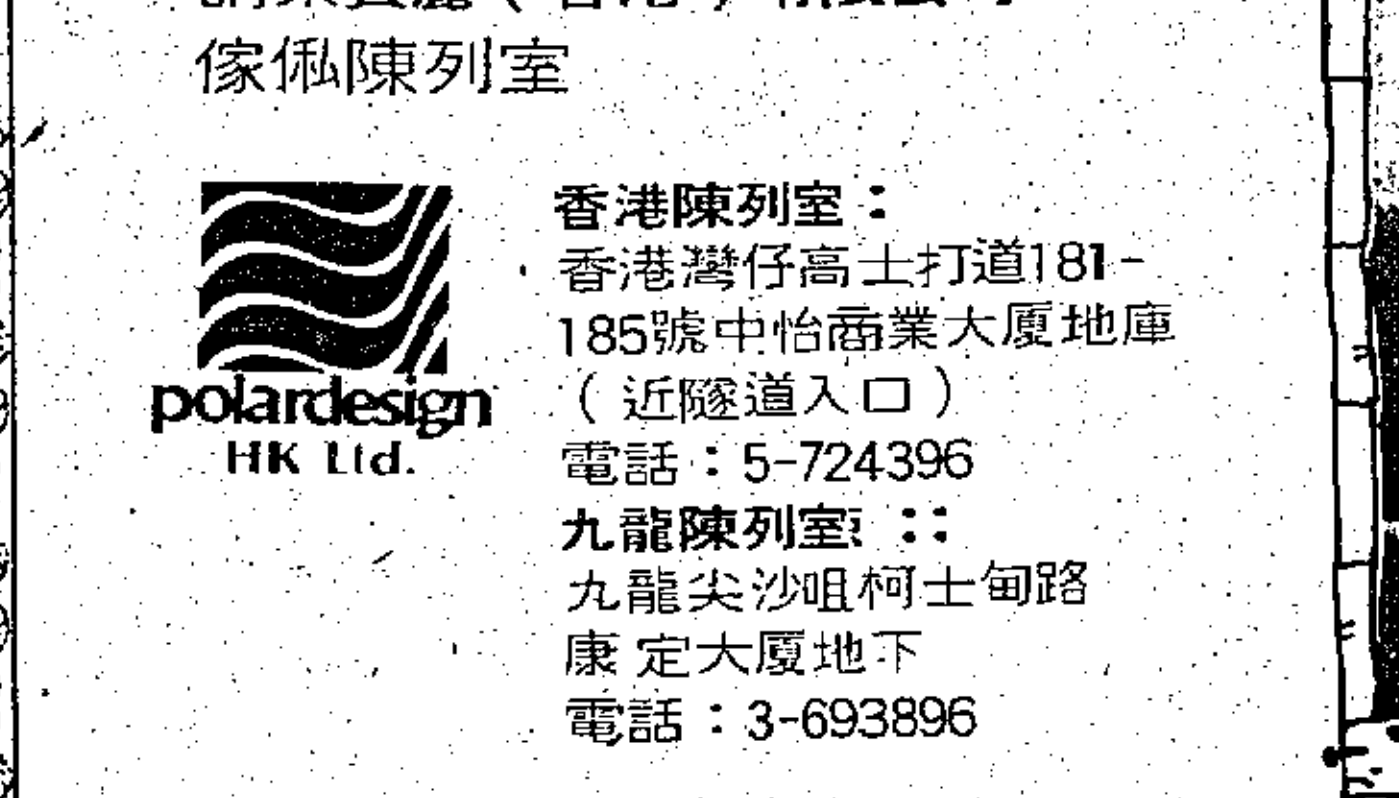 傢俬陳列室
polardesign
HK Ltd.
香港陳列室：
香港灣仔高士打道181-
185號中怡商業大廈地庫
（近隧道入口）
電話：5-724396
九龍陳列室：
九龍尖沙咀柯士甸路
康定大廈地下
電話：3-693896